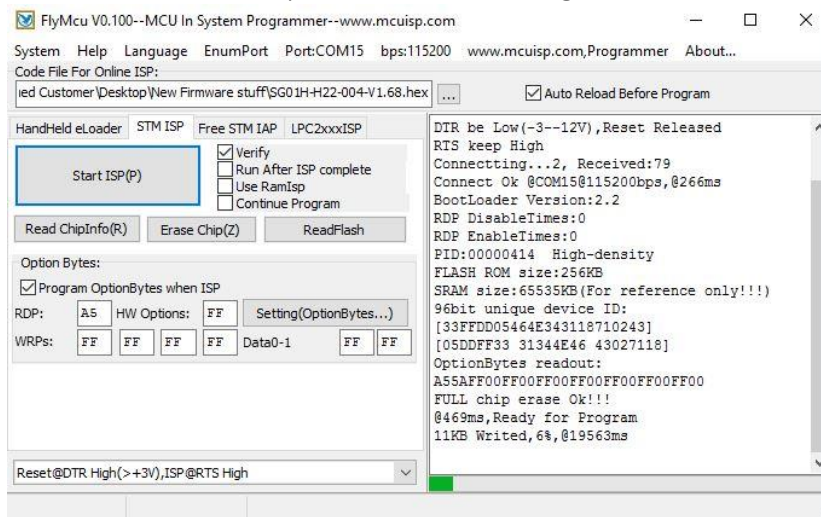 FlyMcu V0.100--MCU In System Programmer--www.mcuisp.com
System Help Language EnumPort Port:COM15 bps:115200 www.mcuisp.com,Programmer About...
Code File For Online ISP:
ied Customer\Desktop\New Firmware stuff\SG01H-H22-004-V1.68.hex ... Auto Reload Before Program
HandHeld eLoader STM ISP Free STM IAP LPC2xxxISP
Start ISP(P)
Verify
Run After ISP complete
Use RamIsp
Continue Program
Read ChipInfo(R) Erase Chip(Z) ReadFlash
Option Bytes:
Program OptionBytes when ISP
RDP: A5 HW Options: FF Setting(OptionBytes...)
WRPs: FF FF FF FF Data0-1 FF FF
Reset@DTR High(>+3V),ISP@RTS High
DTR be Low(-3--12V),Reset Released
RTS keep High
Connectting...2, Received:79
Connect Ok @COM15@115200bps,@266ms
BootLoader Version:2.2
RDP DisableTimes:0
RDP EnableTimes:0
PID:00000414 High-density
FLASH ROM size:256KB
SRAM size:65535KB(For reference only!!!)
96bit unique device ID:
[33FFDD05464E343118710243]
[05DDFF33 31344E46 43027118]
OptionBytes readout:
A55AFF00FF00FF00FF00FF00FF00FF00
FULL chip erase Ok!!!
@469ms,Ready for Program
11KB Writed,6%,@19563ms